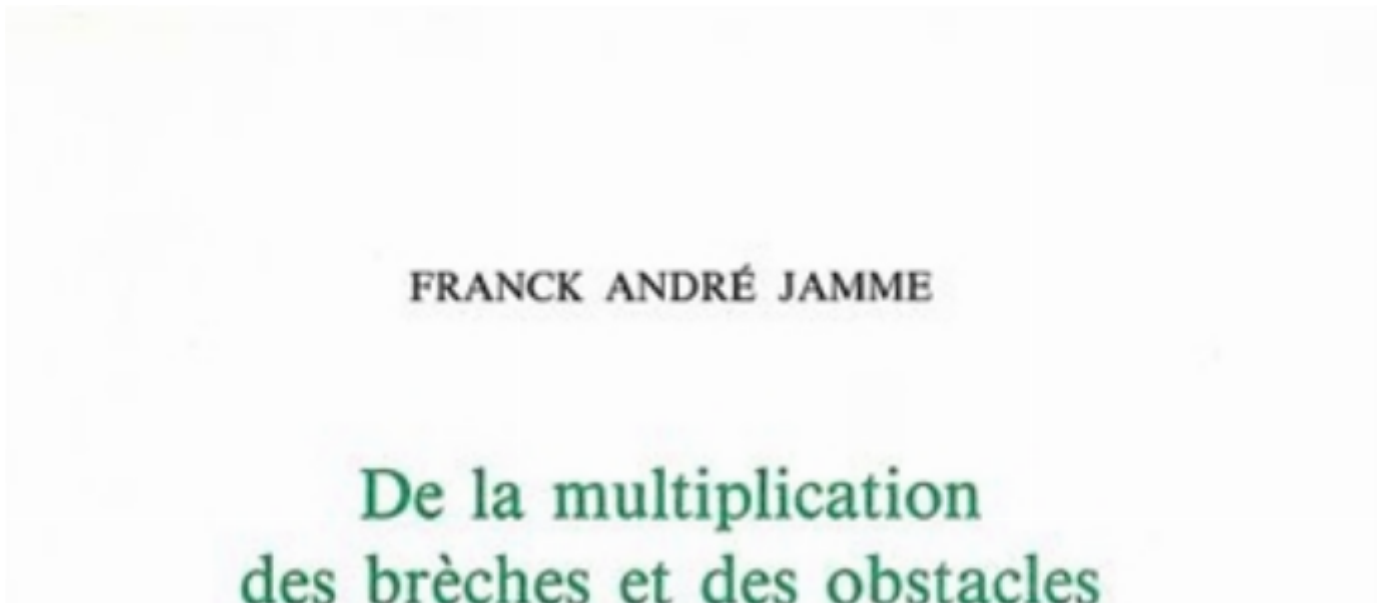 FRANCK ANDRÉ JAMME
De la multiplication
des brèches et des obstacles